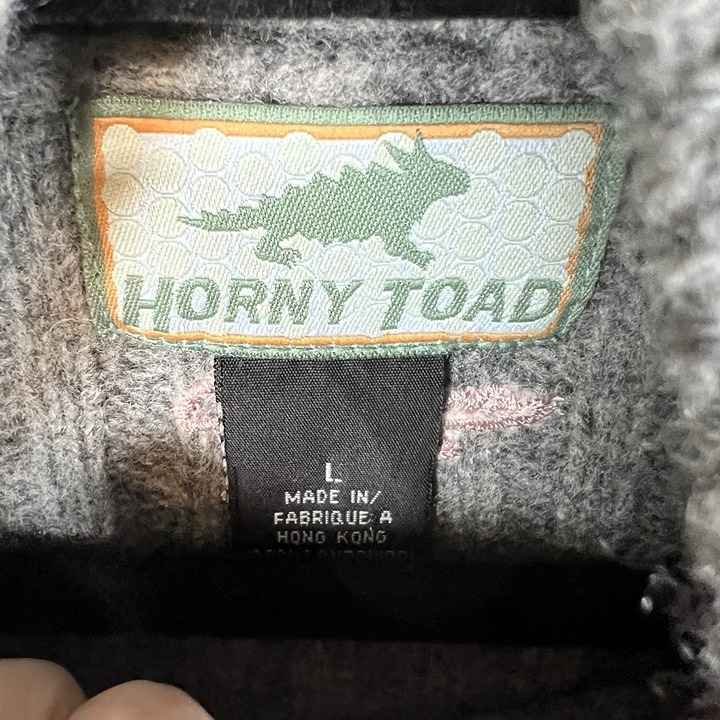 HORNY TOAD
L
MADE IN/
FABRIQUE A
HONG KONG